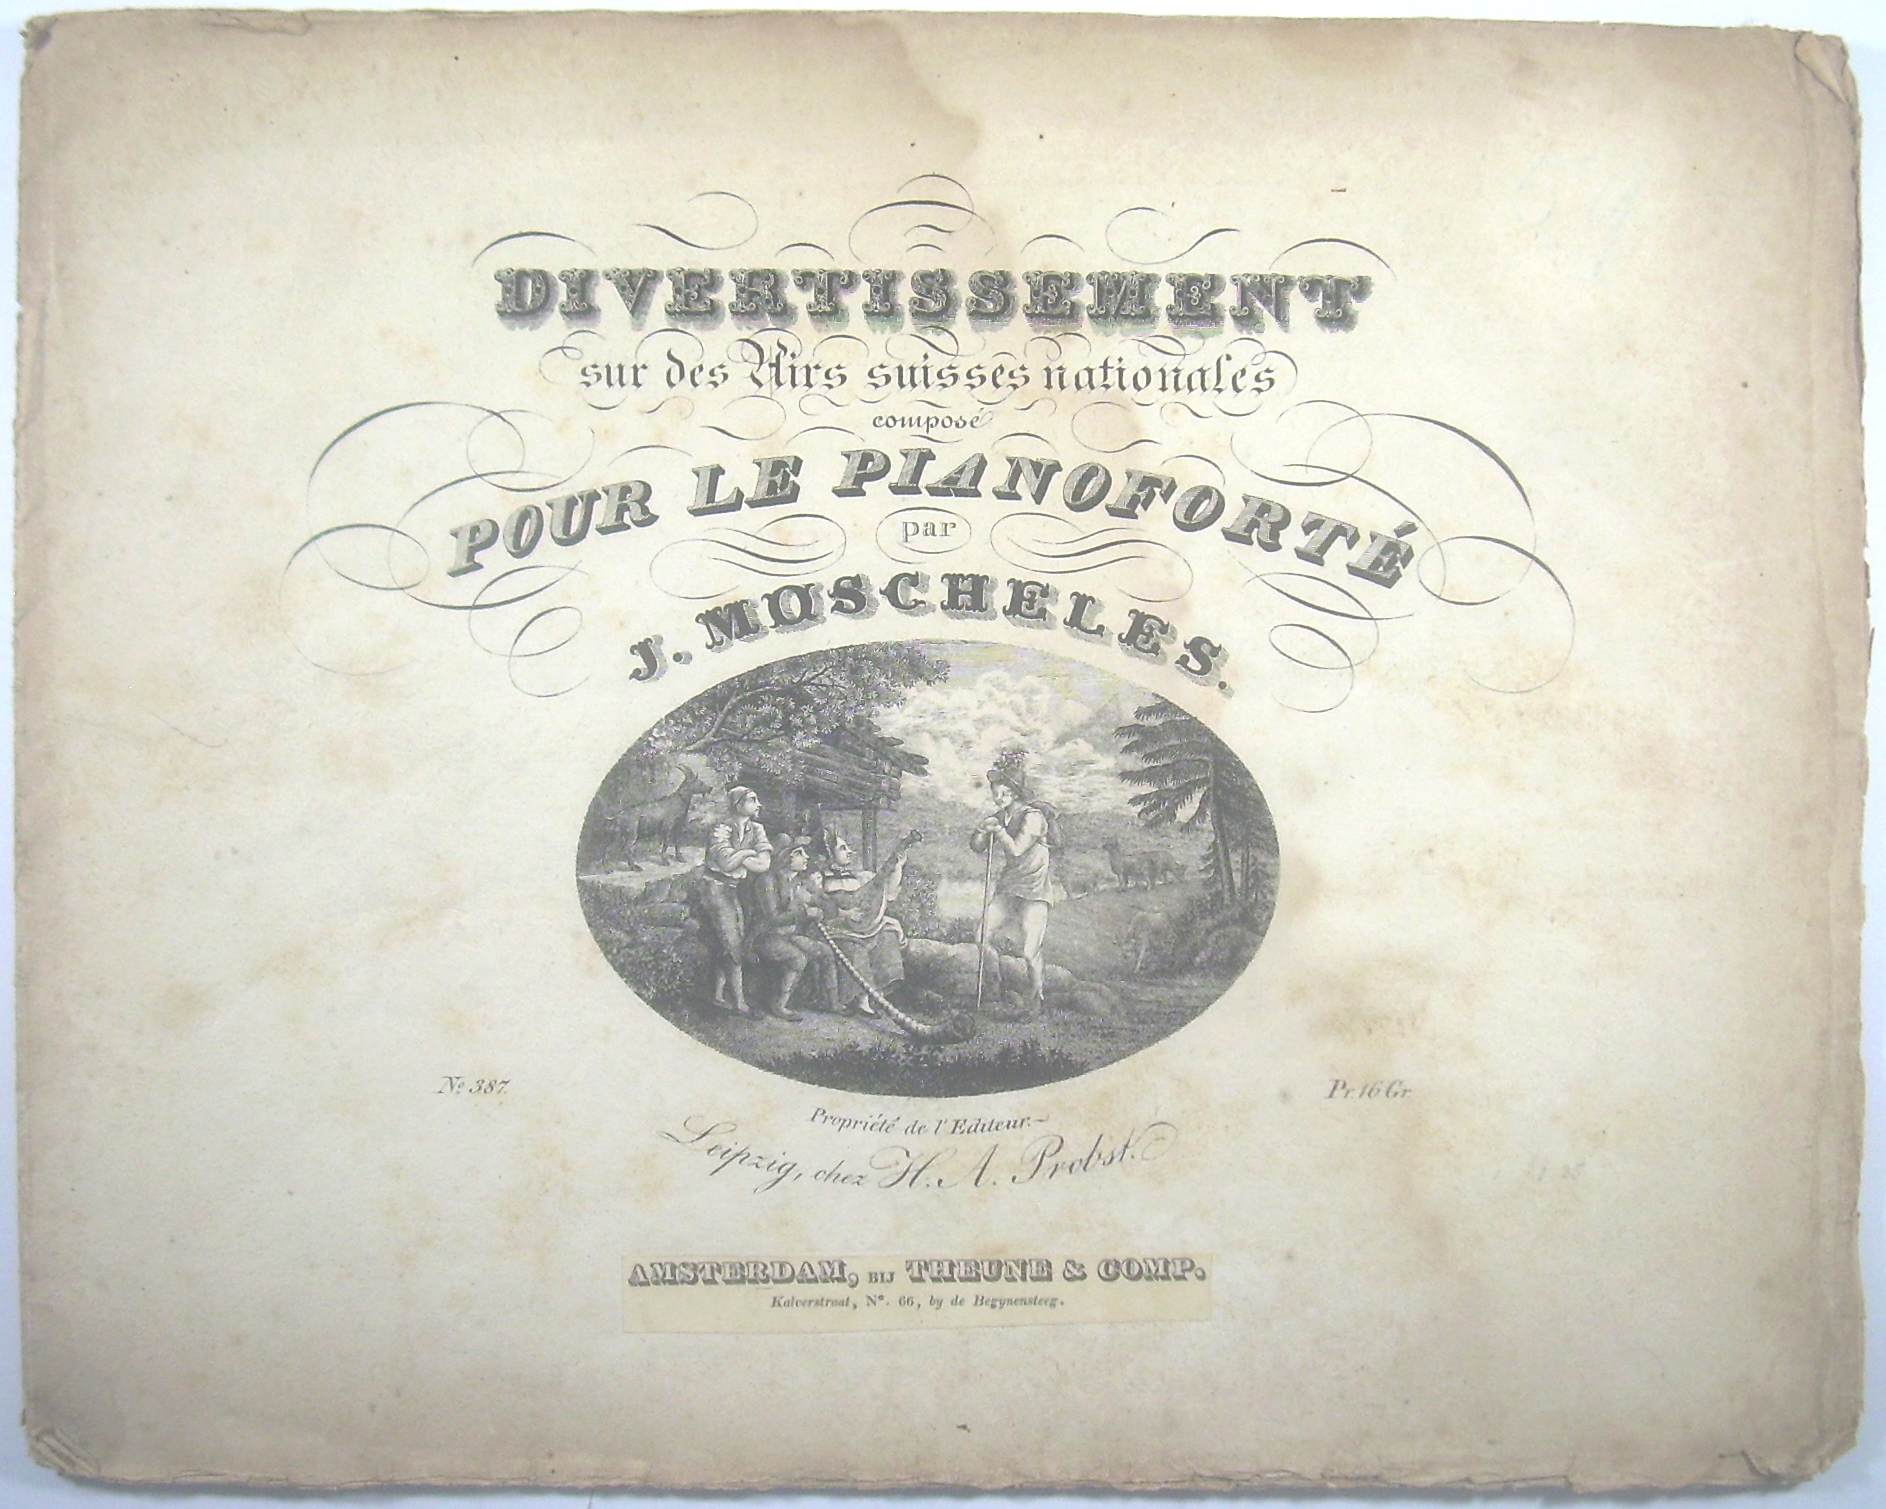 DIVERTISSEMENT
sur des Airs suisses nationales
composé
POUR LE PIANOFORTÉ
par
J. MOSCHELES.
Nº 387.
Pr. 16 Gr.
Propriété de l'Editeur.
Leipzig, chez H. A. Probst.
AMSTERDAM, BIJ THEUNE & COMP.
Kalverstraat, Nº. 66, by de Begynensteeg.